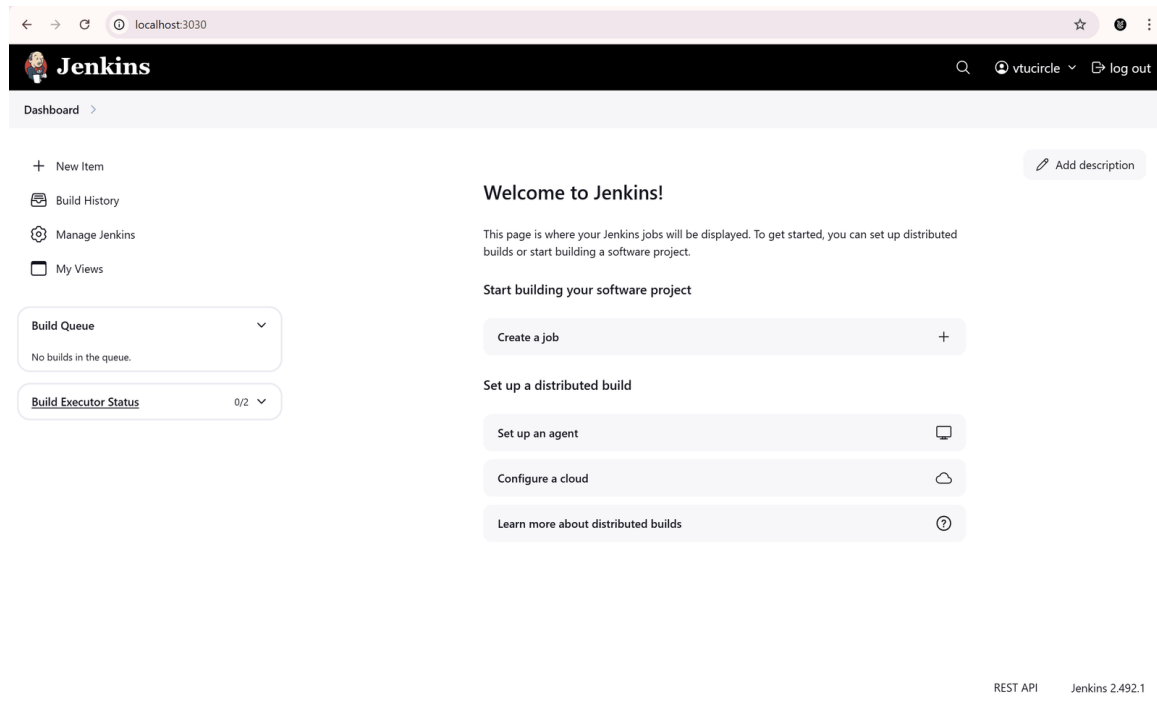 localhost:3030
Jenkins
vtucircle
log out
Dashboard
New Item
Build History
Manage Jenkins
My Views
Build Queue
No builds in the queue.
Build Executor Status
0/2
Add description
Welcome to Jenkins!
This page is where your Jenkins jobs will be displayed. To get started, you can set up distributed
builds or start building a software project.
Start building your software project
Create a job
Set up a distributed build
Set up an agent
Configure a cloud
Learn more about distributed builds
REST API
Jenkins 2.492.1